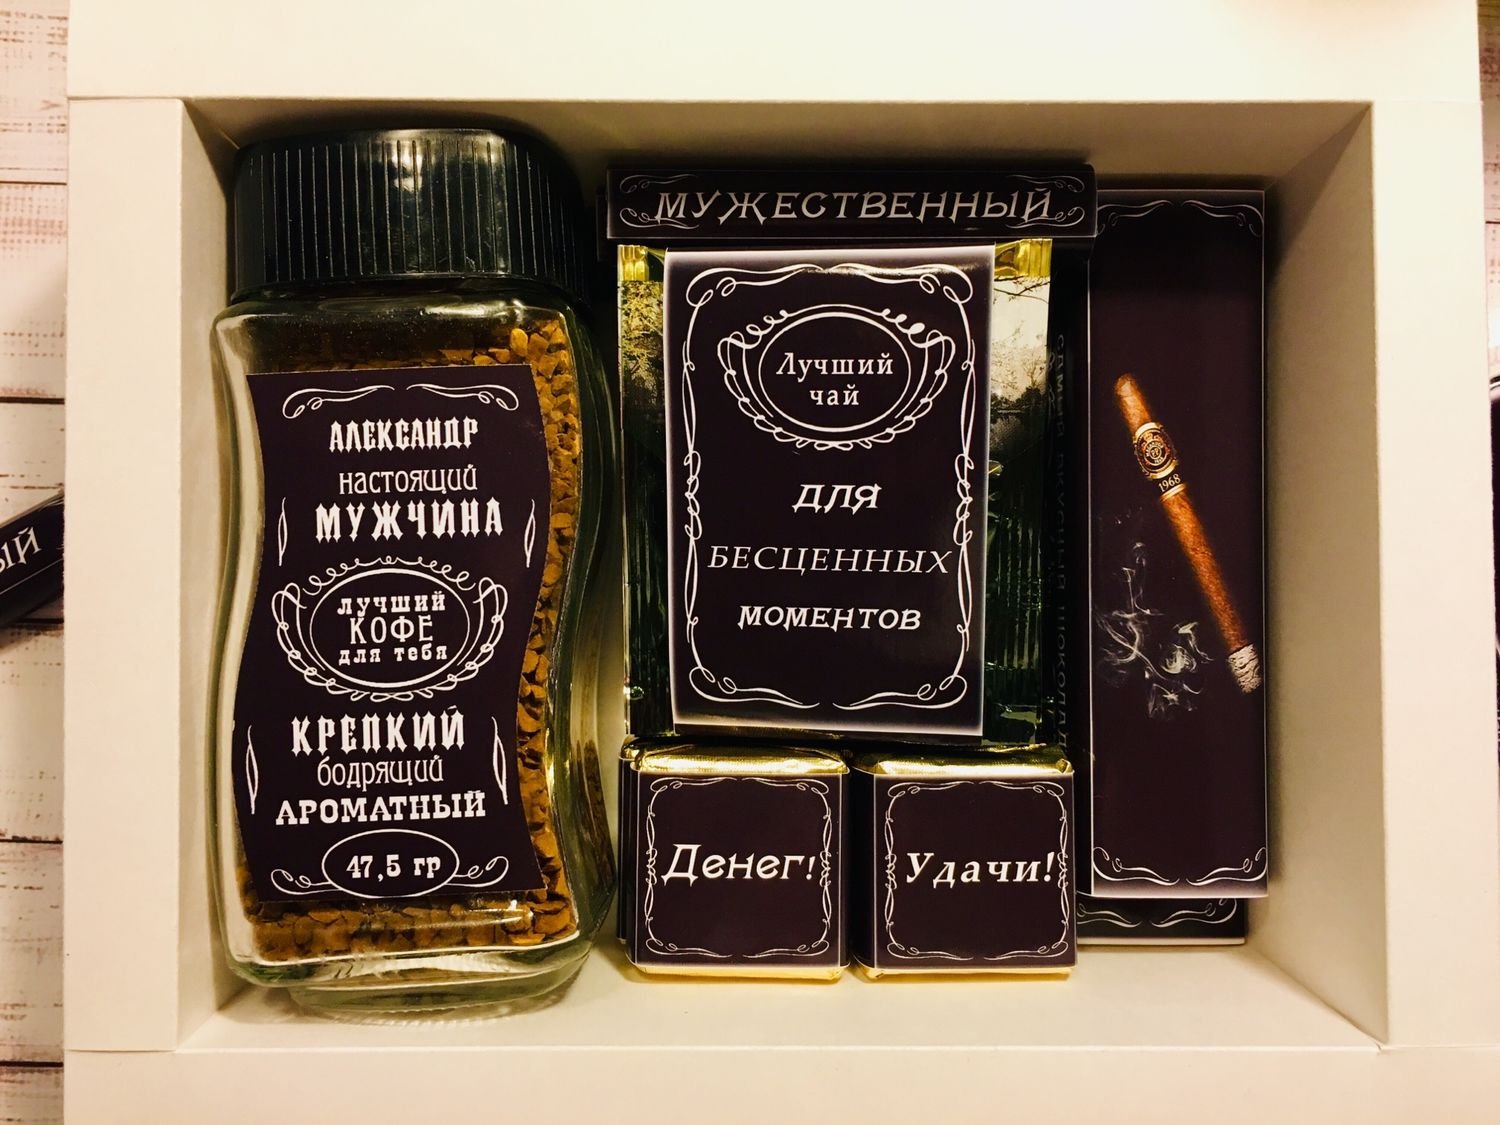 АЛЕКСАНДР
настоящий
МУЖЧИНА
лучший
КОФЕ
для тебя
КРЕПКИЙ
бодрящий
АРОМАТНЫЙ
47,5 гр
МУЖЕСТВЕННЫЙ
Лучший
чай
ДЛЯ
БЕСЦЕННЫХ
МОМЕНТОВ
Денег!
Удачи!
1968